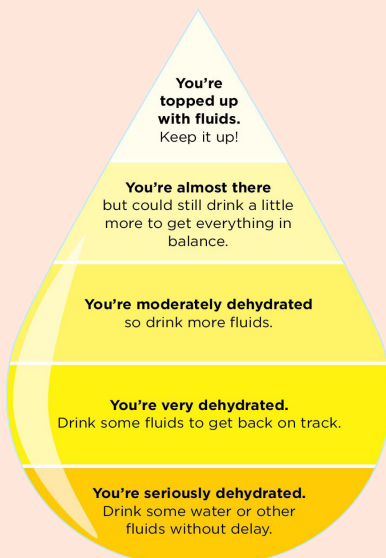 You’re
topped up
with fluids.
Keep it up!
You’re almost there
but could still drink a little
more to get everything in
balance.
You’re moderately dehydrated
so drink more fluids.
You’re very dehydrated.
Drink some fluids to get back on track.
You’re seriously dehydrated.
Drink some water or other
fluids without delay.